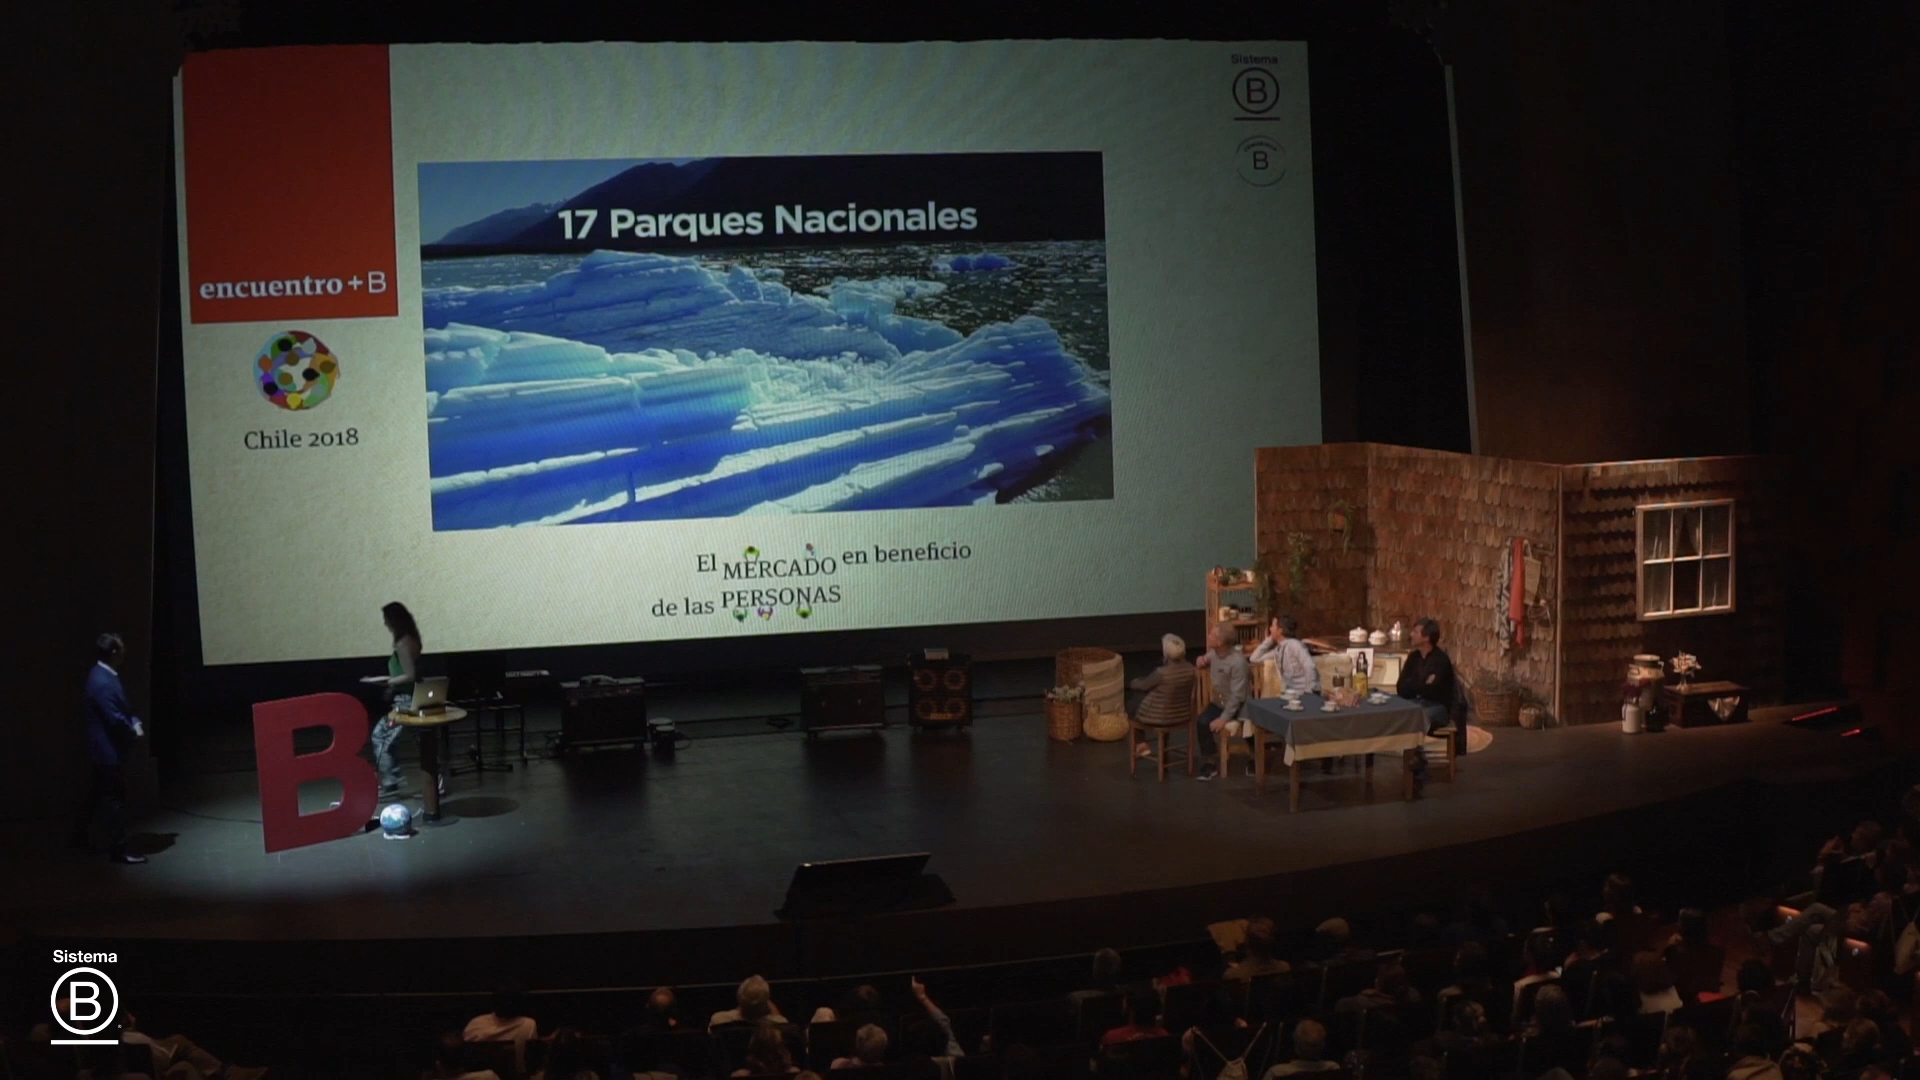 Sistema
B
B
17 Parques Nacionales
encuentro+B
Chile 2018
El MERCADO en beneficio
de las PERSONAS
B
Sistema
B